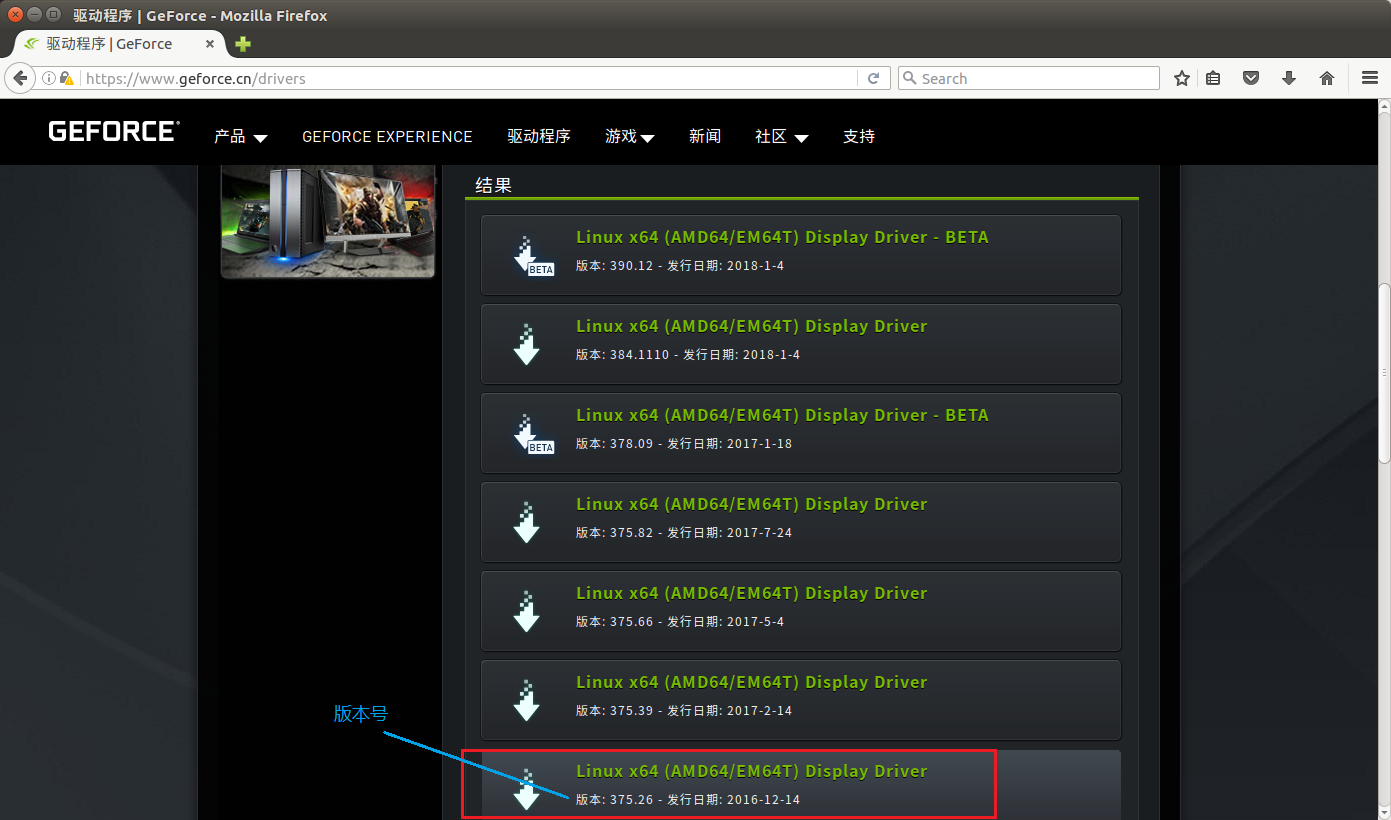 驱动程序 | GeForce - Mozilla Firefox
驱动程序 | GeForce
https://www.geforce.cn/drivers
Search
GEFORCE
产品
GEFORCE EXPERIENCE
驱动程序
游戏
新闻
社区
支持
结果
Linux x64 (AMD64/EM64T) Display Driver - BETA
BETA
版本: 390.12 - 发行日期: 2018-1-4
Linux x64 (AMD64/EM64T) Display Driver
版本: 384.1110 - 发行日期: 2018-1-4
Linux x64 (AMD64/EM64T) Display Driver - BETA
BETA
版本: 378.09 - 发行日期: 2017-1-18
Linux x64 (AMD64/EM64T) Display Driver
版本: 375.82 - 发行日期: 2017-7-24
Linux x64 (AMD64/EM64T) Display Driver
版本: 375.66 - 发行日期: 2017-5-4
Linux x64 (AMD64/EM64T) Display Driver
版本: 375.39 - 发行日期: 2017-2-14
版本号
Linux x64 (AMD64/EM64T) Display Driver
版本: 375.26 - 发行日期: 2016-12-14